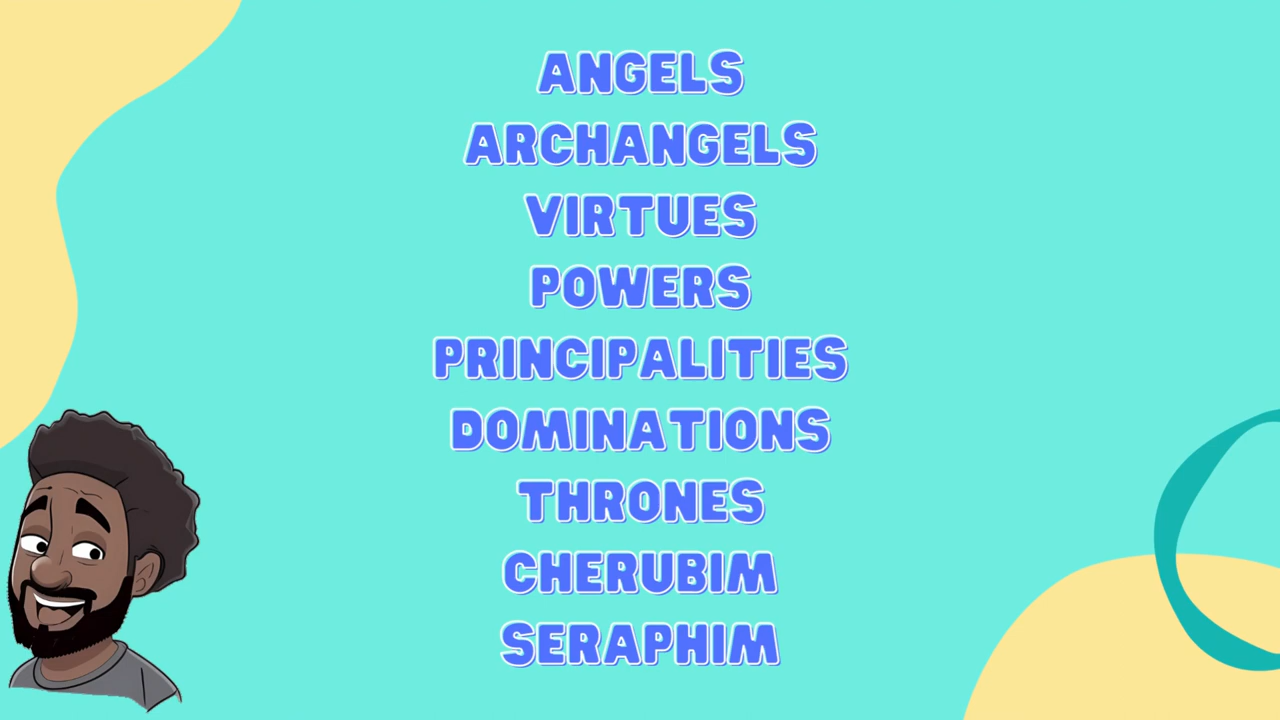 ANGELS
ARCHANGELS
VIRTUES
POWERS
PRINCIPALITIES
DOMINATIONS
THRONES
CHERUBIM
SERAPHIM